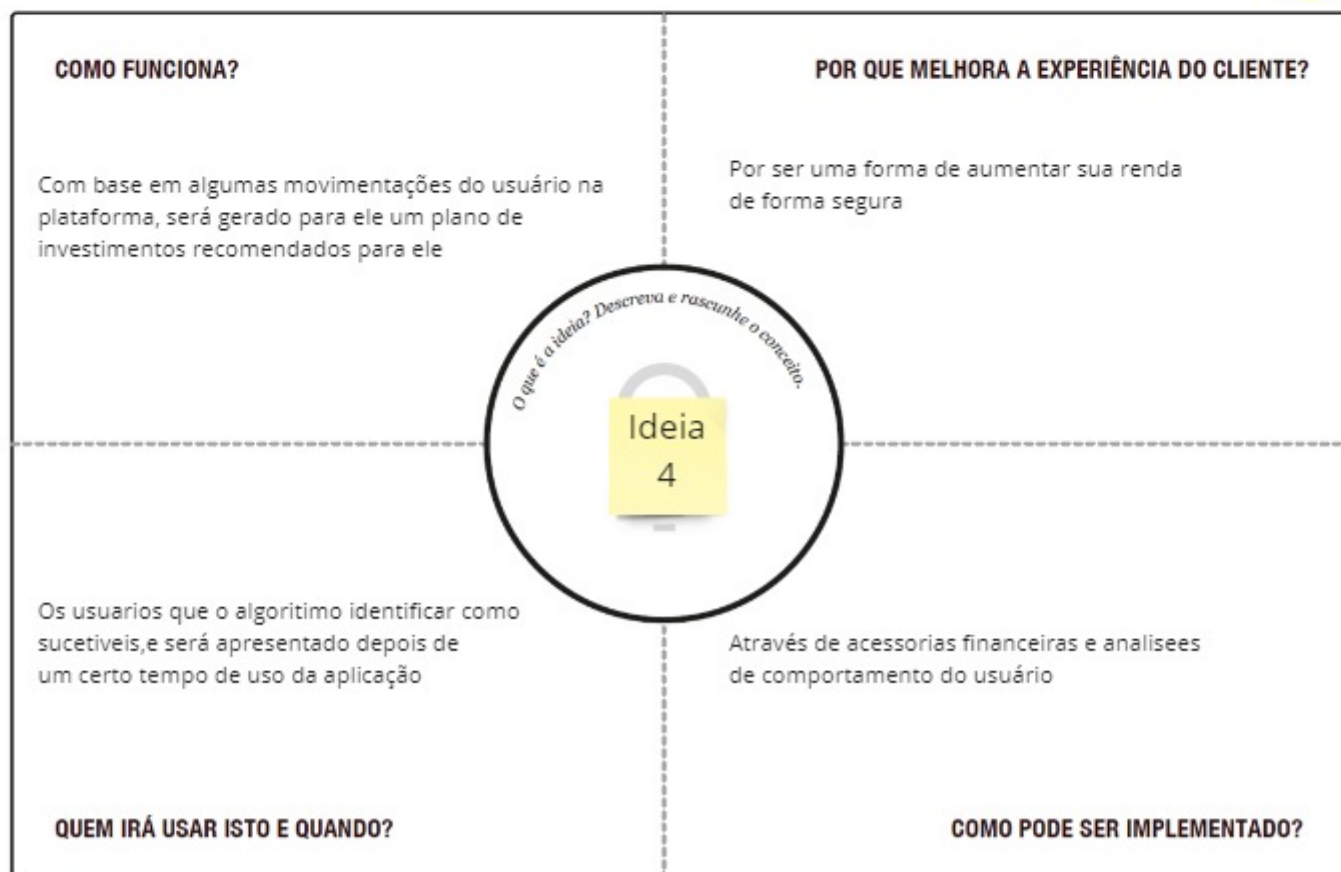 COMO FUNCIONA?
Com base em algumas movimentações do usuário na
plataforma, será gerado para ele um plano de
investimentos recomendados para ele
POR QUE MELHORA A EXPERIÊNCIA DO CLIENTE?
Por ser uma forma de aumentar sua renda
de forma segura
O que é a ideia? Descreva e rascunhe o conceito.
Ideia
4
Os usuarios que o algoritimo identificar como
sucetiveis,e será apresentado depois de
um certo tempo de uso da aplicação
QUEM IRÁ USAR ISTO E QUANDO?
Através de acessorias financeiras e analisees
de comportamento do usuário
COMO PODE SER IMPLEMENTADO?